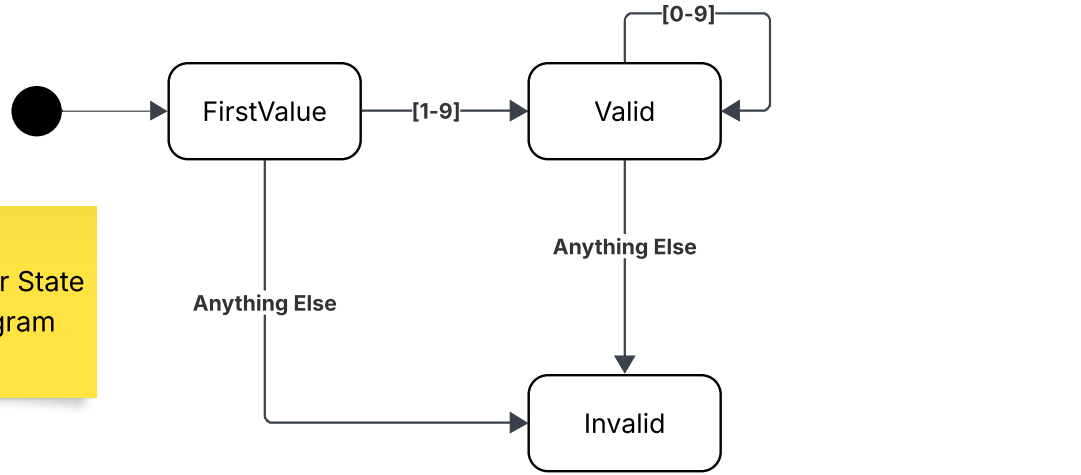 [0-9]
FirstValue
[1-9]
Valid
Anything Else
r State
gram
Anything Else
Invalid